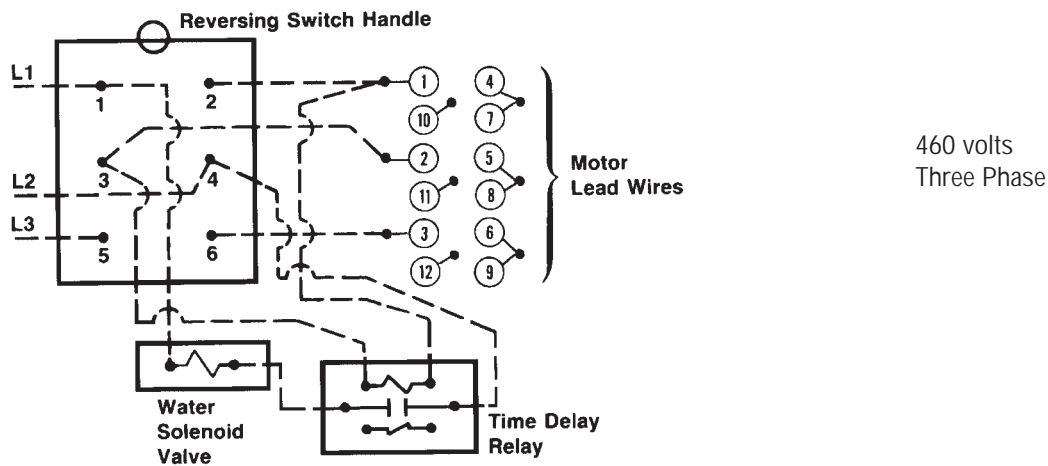 Reversing Switch Handle
L1
1
2
1
4
10
7
3
4
2
5
11
8
L2
L3
5
6
3
6
12
9
Motor
Lead Wires
460 volts
Three Phase
Water
Solenoid
Valve
Time Delay
Relay